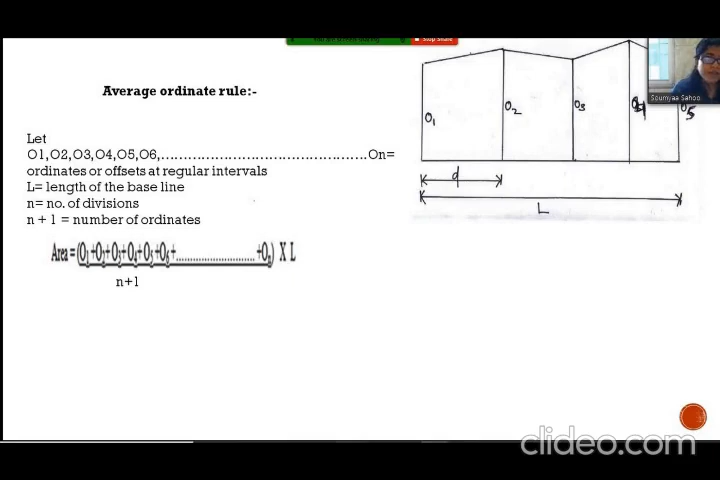 Stop Share
Average ordinate rule:-
Soumyaa Sahoo
Let
O1,O2,O3,O4,O5,O6,.............................................On=
ordinates or offsets at regular intervals
L= length of the base line
n= no. of divisions
n + 1 = number of ordinates
Area = (O1+O2+O3+O4+O5+O6+............................+On) X L
n+1
O1
O2
O3
O4
O5
d
L
clideo.com